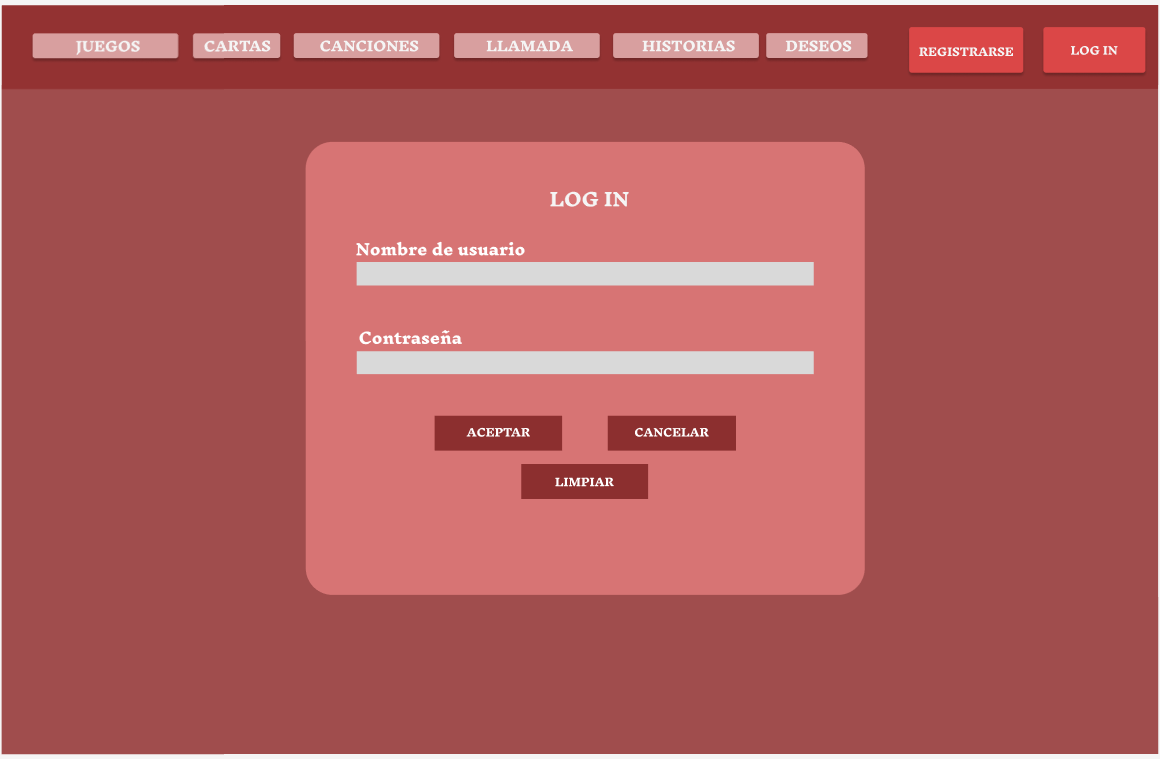 JUEGOS CARTAS CANCIONES LLAMADA HISTORIAS DESEOS REGISTRARSE LOG IN
LOG IN
Nombre de usuario
Contraseña
ACEPTAR CANCELAR
LIMPIAR